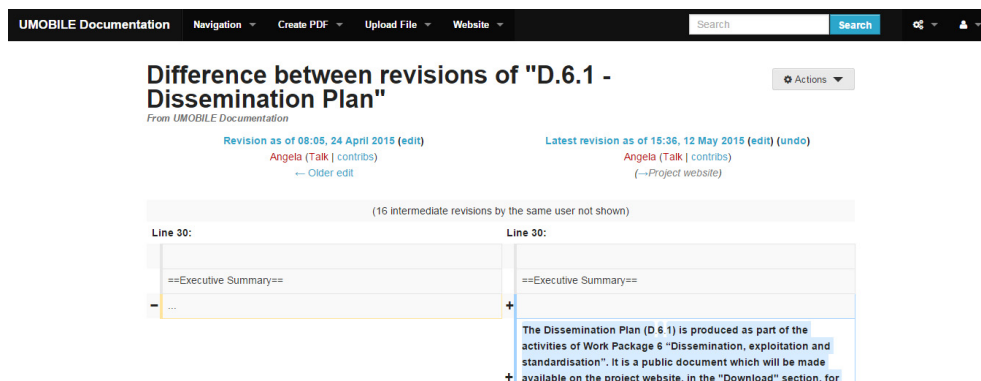 UMOBILE Documentation Navigation Create PDF Upload File Website Search Search
Difference between revisions of "D.6.1 -
Dissemination Plan"
Actions
From UMOBILE Documentation
Revision as of 08:05, 24 April 2015 (edit)
Angela (Talk | contribs)
← Older edit
Latest revision as of 15:36, 12 May 2015 (edit) (undo)
Angela (Talk | contribs)
(→Project website)
(16 intermediate revisions by the same user not shown)
Line 30: Line 30:
==Executive Summary== ==Executive Summary==
− ... +
The Dissemination Plan (D.6.1) is produced as part of the
activities of Work Package 6 “Dissemination, exploitation and
standardisation”. It is a public document which will be made
+ available on the project website, in the "Download" section, for